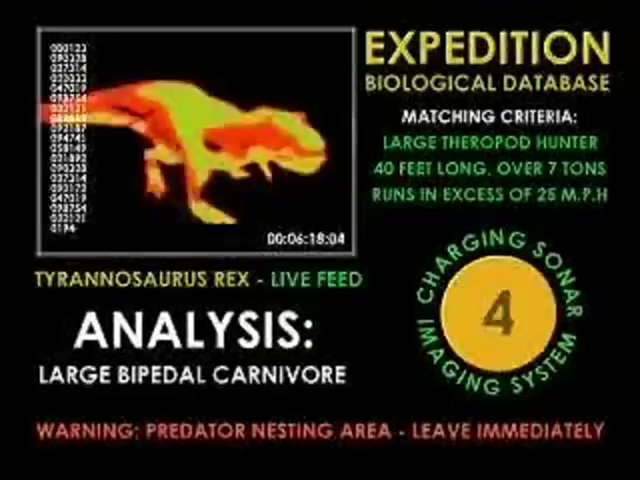 EXPEDITION
BIOLOGICAL DATABASE
MATCHING CRITERIA:
LARGE THEROPOD HUNTER
40 FEET LONG, OVER 7 TONS
RUNS IN EXCESS OF 25 M.P.H
00:06:18:04
TYRANNOSAURUS REX - LIVE FEED
ANALYSIS:
LARGE BIPEDAL CARNIVORE
CHARGING SONAR
4
IMAGING SYSTEM
WARNING: PREDATOR NESTING AREA - LEAVE IMMEDIATELY